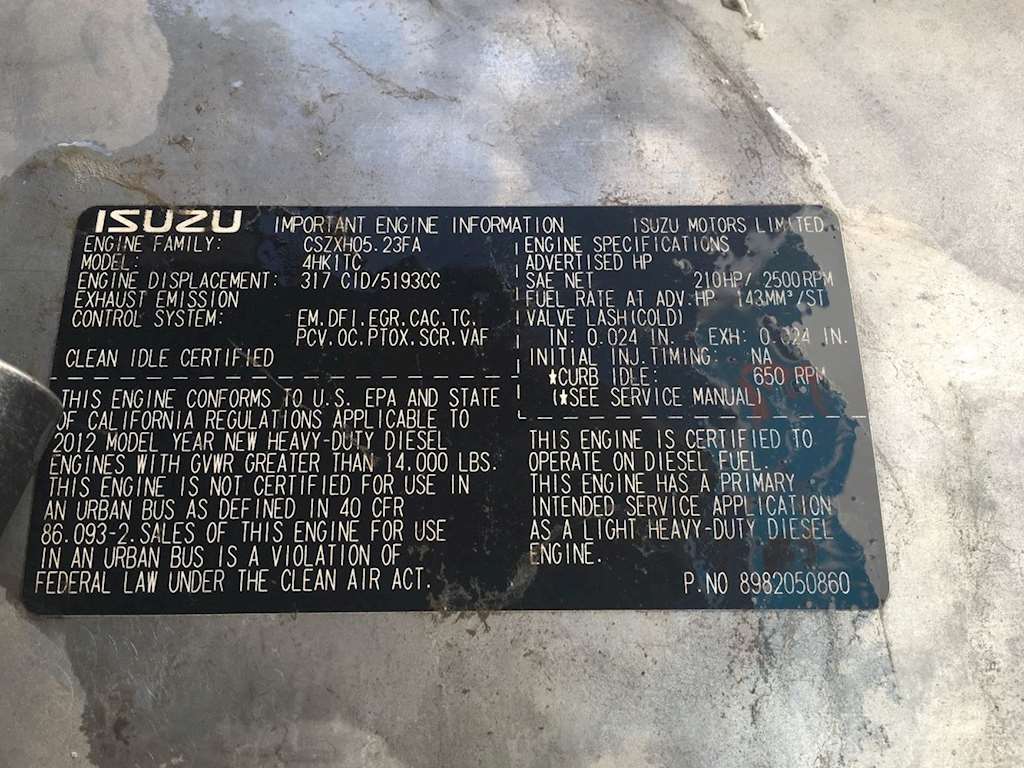 ISUZU IMPORTANT ENGINE INFORMATION ISUZU MOTORS LIMITED
ENGINE FAMILY: CSZXH05.23FA
MODEL: 4HK1TC
ENGINE DISPLACEMENT: 317 CID/5193CC
EXHAUST EMISSION
CONTROL SYSTEM: EM.DFI.EGR.CAC.TC.
PCV.OC.PTOX.SCR.VAF
CLEAN IDLE CERTIFIED
ENGINE SPECIFICATIONS
ADVERTISED HP
SAE NET 210HP/ 2500RPM
FUEL RATE AT ADV.HP 143MM³/ST
VALVE LASH(COLD)
IN: 0.024 IN. EXH: 0.024 IN.
INITIAL INJ.TIMING: NA
★CURB IDLE: 650 RPM
(★SEE SERVICE MANUAL)
THIS ENGINE CONFORMS TO U.S. EPA AND STATE
OF CALIFORNIA REGULATIONS APPLICABLE TO
2012 MODEL YEAR NEW HEAVY-DUTY DIESEL
ENGINES WITH GVWR GREATER THAN 14.000 LBS.
THIS ENGINE IS NOT CERTIFIED FOR USE IN
AN URBAN BUS AS DEFINED IN 40 CFR
86.093-2.SALES OF THIS ENGINE FOR USE
IN AN URBAN BUS IS A VIOLATION OF
FEDERAL LAW UNDER THE CLEAN AIR ACT.
THIS ENGINE IS CERTIFIED TO
OPERATE ON DIESEL FUEL.
THIS ENGINE HAS A PRIMARY
INTENDED SERVICE APPLICATION
AS A LIGHT HEAVY-DUTY DIESEL
ENGINE.
P.NO 8982050860